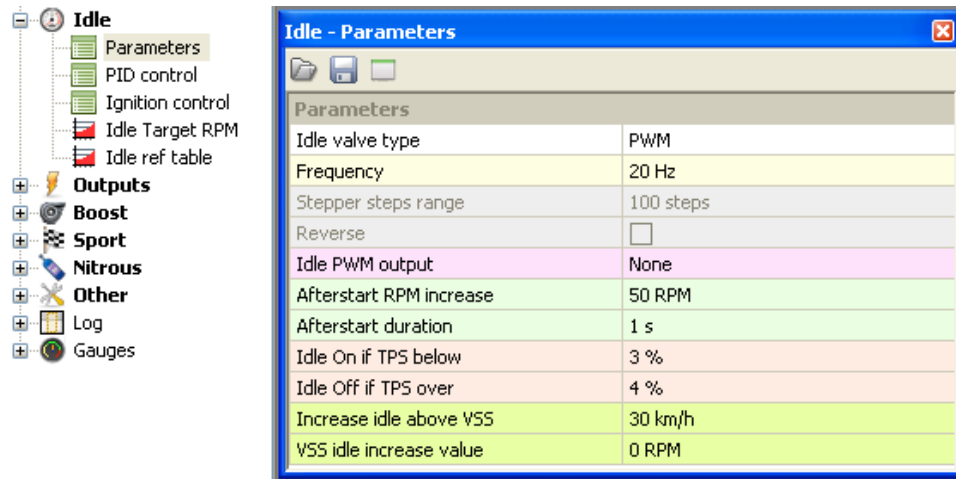 Idle
Parameters
PID control
Ignition control
Idle Target RPM
Idle ref table
Outputs
Boost
Sport
Nitrous
Other
Log
Gauges
Idle - Parameters
Parameters
Idle valve type PWM
Frequency 20 Hz
Stepper steps range 100 steps
Reverse
Idle PWM output None
Afterstart RPM increase 50 RPM
Afterstart duration 1 s
Idle On if TPS below 3 %
Idle Off if TPS over 4 %
Increase idle above VSS 30 km/h
VSS idle increase value 0 RPM